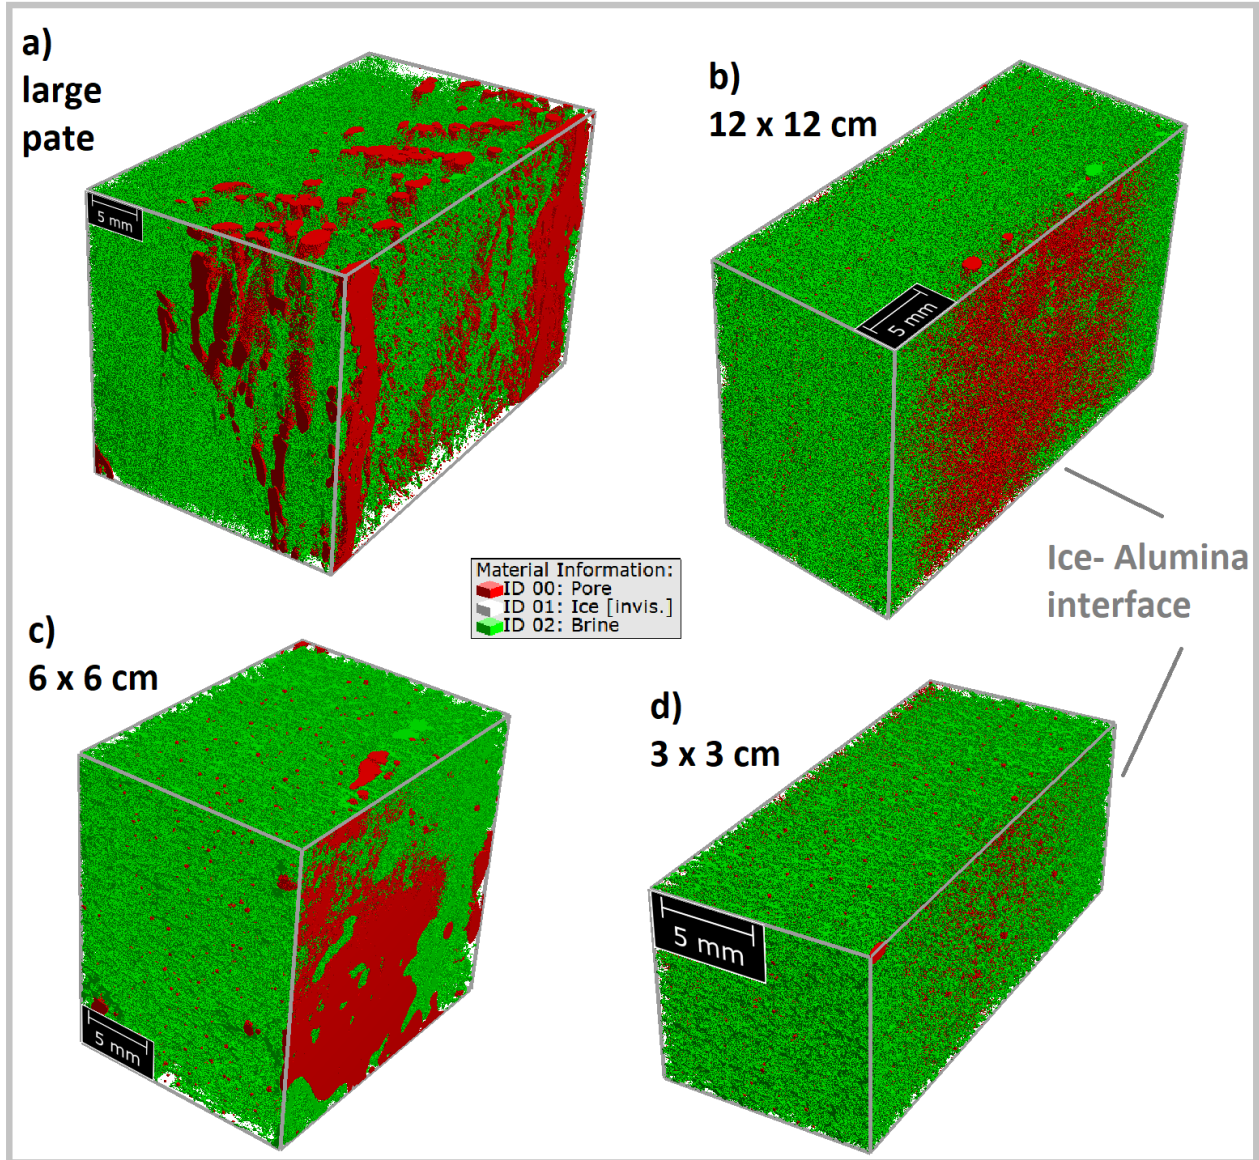 a)
large
pate
5 mm
b)
12 x 12 cm
5 mm
Ice- Alumina
interface
Material Information:
ID 00: Pore
ID 01: Ice [invis.]
ID 02: Brine
c)
6 x 6 cm
5 mm
d)
3 x 3 cm
5 mm